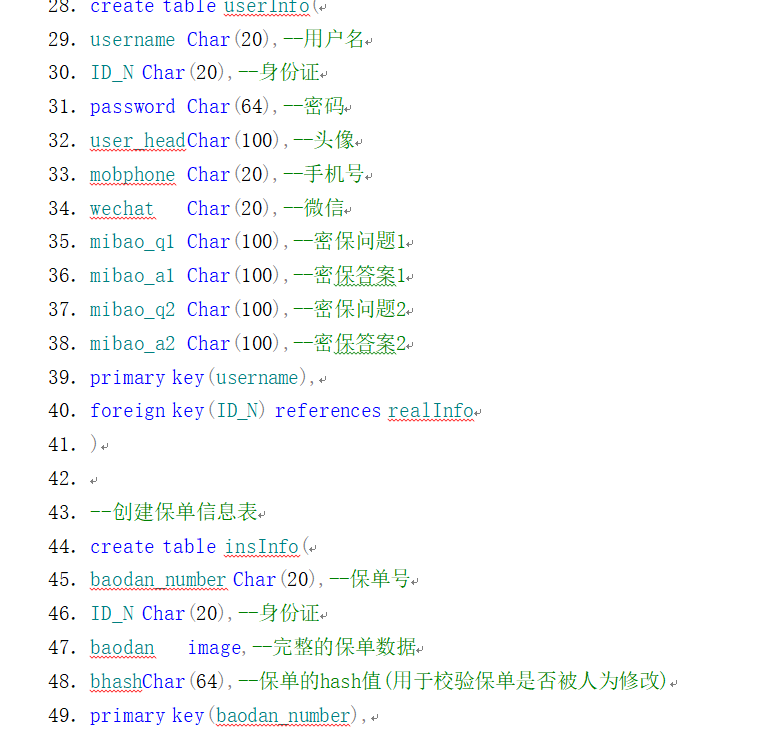 28. create table userInfo(
29. username Char(20),--用户名
30. ID_N Char(20),--身份证
31. password Char(64),--密码
32. user_headChar(100),--头像
33. mobphone Char(20),--手机号
34. wechat Char(20),--微信
35. mibao_q1 Char(100),--密保问题1
36. mibao_a1 Char(100),--密保答案1
37. mibao_q2 Char(100),--密保问题2
38. mibao_a2 Char(100),--密保答案2
39. primary key(username),
40. foreign key(ID_N) references realInfo
41. )
42.
43. --创建保单信息表
44. create table insInfo(
45. baodan_number Char(20),--保单号
46. ID_N Char(20),--身份证
47. baodan image,--完整的保单数据
48. bhashChar(64),--保单的hash值(用于校验保单是否被人为修改)
49. primary key(baodan_number),